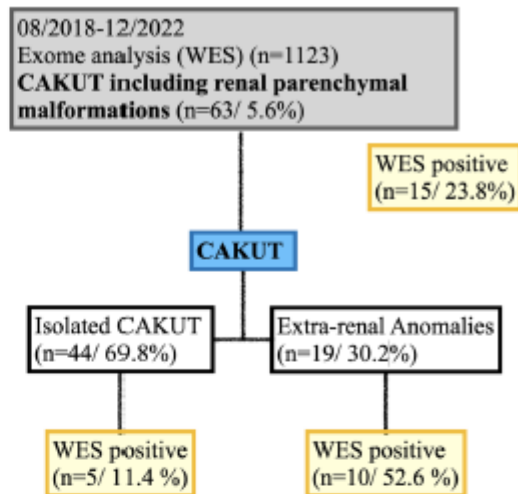 08/2018-12/2022
Exome analysis (WES) (n=1123)
CAKUT including renal parenchymal
malformations (n=63/ 5.6%)
WES positive
(n=15/ 23.8%)
CAKUT
Isolated CAKUT
(n=44/ 69.8%)
Extra-renal Anomalies
(n=19/ 30.2%)
WES positive
(n=5/ 11.4 %)
WES positive
(n=10/ 52.6 %)